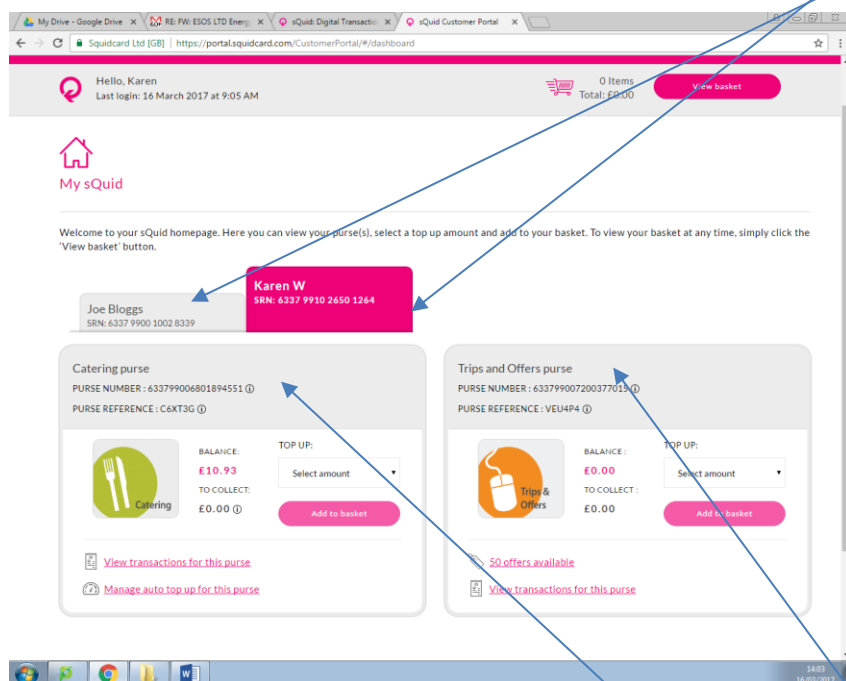 My Drive - Google Drive
RE: FW: ESOS LTD Energ
sQuid: Digital Transactio
sQuid Customer Portal
Squidcard Ltd [GB] | https://portal.squidcard.com/CustomerPortal/#/dashboard
Hello, Karen
Last login: 16 March 2017 at 9:05 AM
0 Items
Total: £0.00
View basket
My sQuid
Welcome to your sQuid homepage. Here you can view your purse(s), select a top up amount and add to your basket. To view your basket at any time, simply click the
'View basket' button.
Karen W
SRN: 6337 9910 2650 1264
Joe Bloggs
SRN: 6337 9900 1002 8339
Catering purse
PURSE NUMBER : 633799006801894551
PURSE REFERENCE : C6XT3G
BALANCE:
£10.93
TO COLLECT:
£0.00
TOP UP:
Select amount
Add to basket
Catering
View transactions for this purse
Manage auto top up for this purse
Trips and Offers purse
PURSE NUMBER : 633799007200377015
PURSE REFERENCE : VEU4P4
BALANCE :
£0.00
TO COLLECT :
£0.00
TOP UP:
Select amount
Add to basket
Trips &
Offers
50 offers available
View transactions for this purse
14:03
16/03/2017